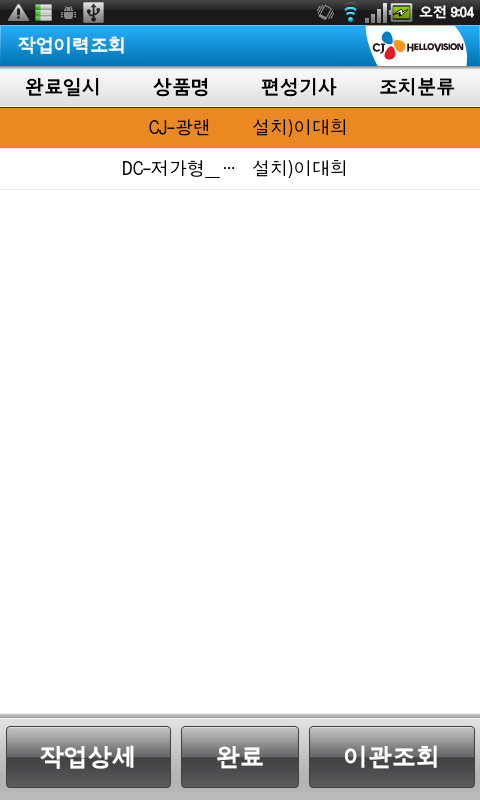 오전 9:04
작업이력조회
CJ HELLOVISION
완료일시 상품명 편성기사 조치분류
CJ-광랜 설치)이대희
DC-저가형__ ··· 설치)이대희
작업상세 완료 이관조회